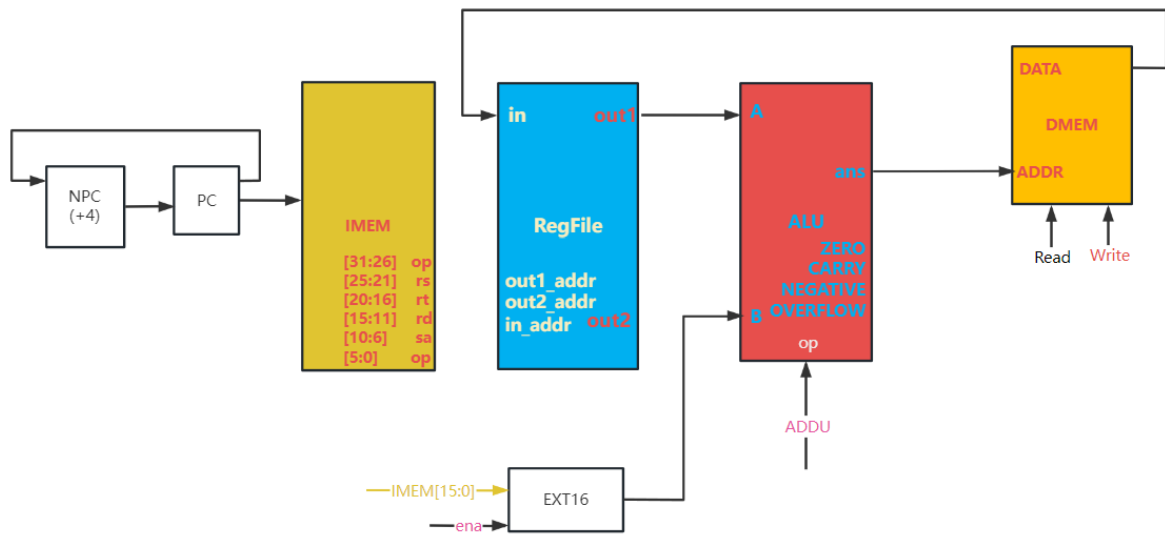 NPC
(+4)
PC
IMEM
[31:26] op
[25:21] rs
[20:16] rt
[15:11] rd
[10:6] sa
[5:0] op
in
out1
RegFile
out1_addr
out2_addr
in_addr
out2
A
ans
ALU
ZERO
CARRY
NEGATIVE
OVERFLOW
B
op
ADDU
DATA
DMEM
ADDR
Read
Write
IMEM[15:0]
ena
EXT16